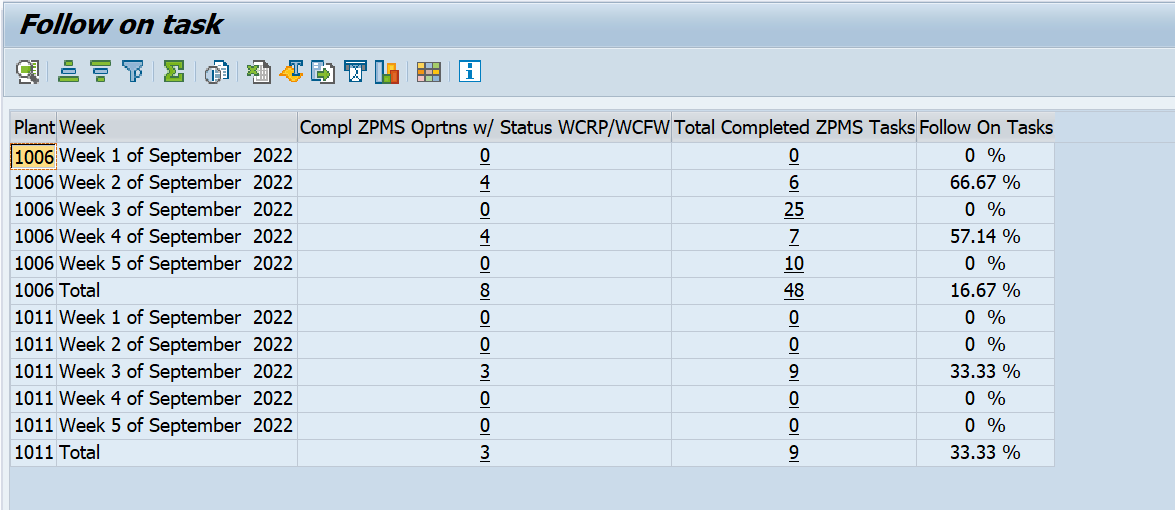 Follow on task
Plant Week Compl ZPMS Oprtns w/ Status WCRP/WCFW Total Completed ZPMS Tasks Follow On Tasks
1006 Week 1 of September 2022 0 0 0 %
1006 Week 2 of September 2022 4 6 66.67 %
1006 Week 3 of September 2022 0 25 0 %
1006 Week 4 of September 2022 4 7 57.14 %
1006 Week 5 of September 2022 0 10 0 %
1006 Total 8 48 16.67 %
1011 Week 1 of September 2022 0 0 0 %
1011 Week 2 of September 2022 0 0 0 %
1011 Week 3 of September 2022 3 9 33.33 %
1011 Week 4 of September 2022 0 0 0 %
1011 Week 5 of September 2022 0 0 0 %
1011 Total 3 9 33.33 %